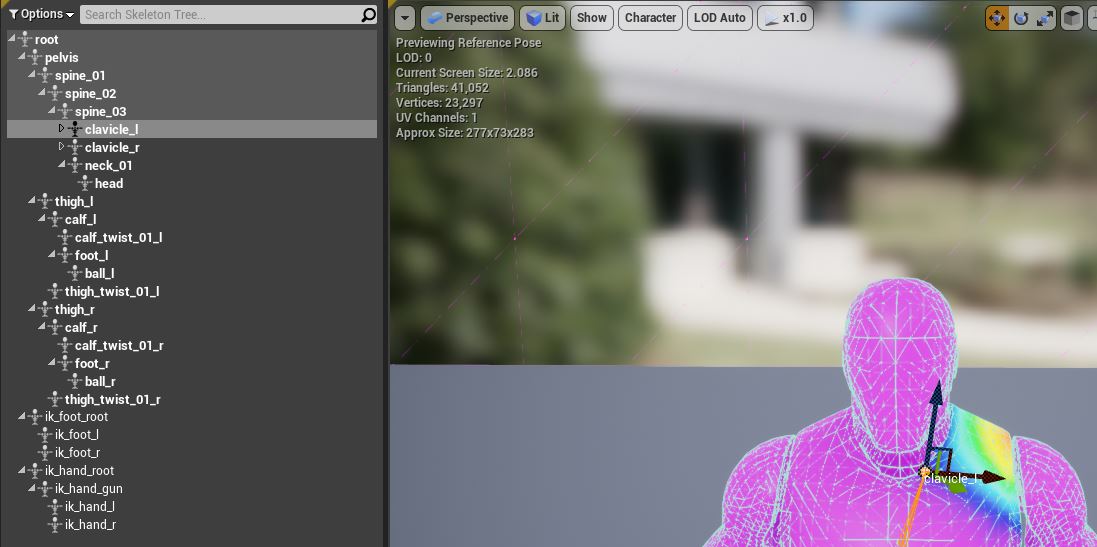 Options
Search Skeleton Tree...
root
pelvis
spine_01
spine_02
spine_03
clavicle_l
clavicle_r
neck_01
head
thigh_l
calf_l
calf_twist_01_l
foot_l
ball_l
thigh_twist_01_l
thigh_r
calf_r
calf_twist_01_r
foot_r
ball_r
thigh_twist_01_r
ik_foot_root
ik_foot_l
ik_foot_r
ik_hand_root
ik_hand_gun
ik_hand_l
ik_hand_r
Perspective
Lit
Show
Character
LOD Auto
x1.0
Previewing Reference Pose
LOD: 0
Current Screen Size: 2.086
Triangles: 41,052
Vertices: 23,297
UV Channels: 1
Approx Size: 277x73x283
clavicle_l